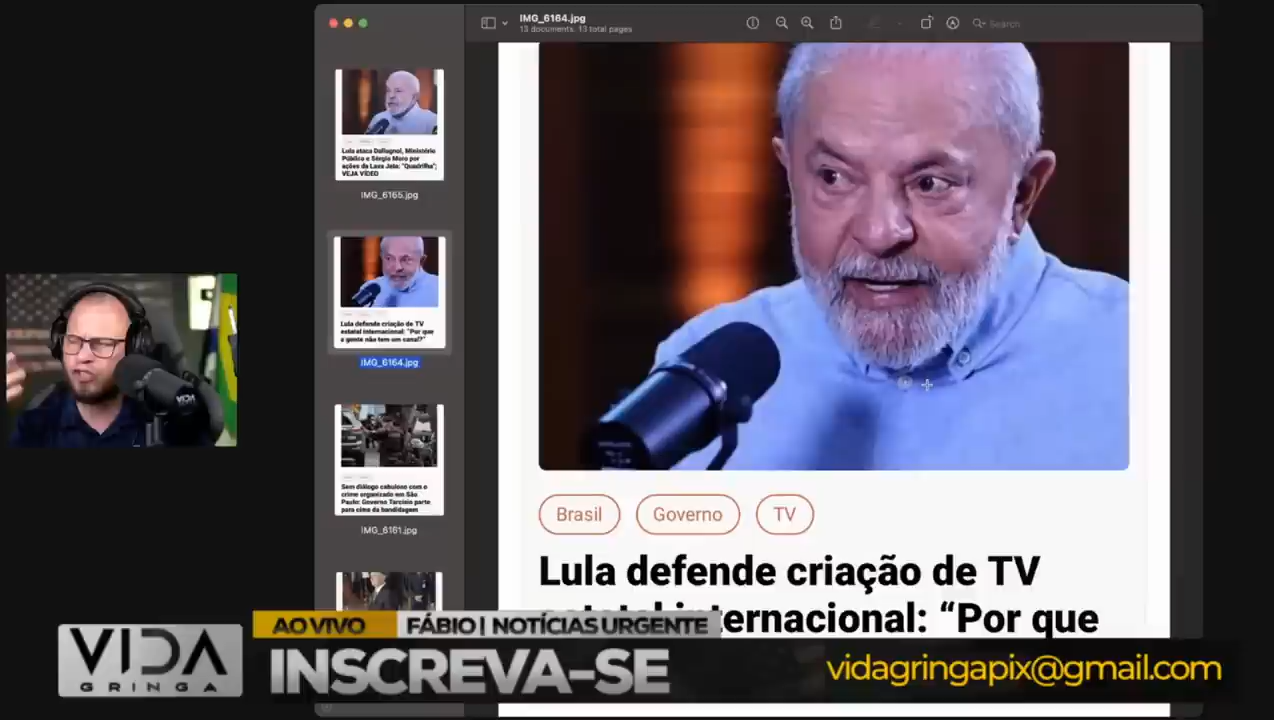 IMG_6164.jpg
13 documents, 13 total pages
Search
Lula ataca Dallagnol, Ministério
Público e Sérgio Moro por
ações da Lava Jato: "Quadrilha";
VEJA VÍDEO
IMG_6165.jpg
Lula defende criação de TV
estatal internacional: "Por que
a gente não tem um canal?"
IMG_6164.jpg
Sem diálogo cabuloso com o
crime organizado em São
Paulo: Governo Tarcísio parte
para cima da bandidagem
IMG_6161.jpg
Brasil
Governo
TV
Lula defende criação de TV
estatal internacional: “Por que
VIDA
GRINGA
VIDA
AO VIVO
FÁBIO | NOTÍCIAS URGENTE
INSCREVA-SE
vidagringapix@gmail.com